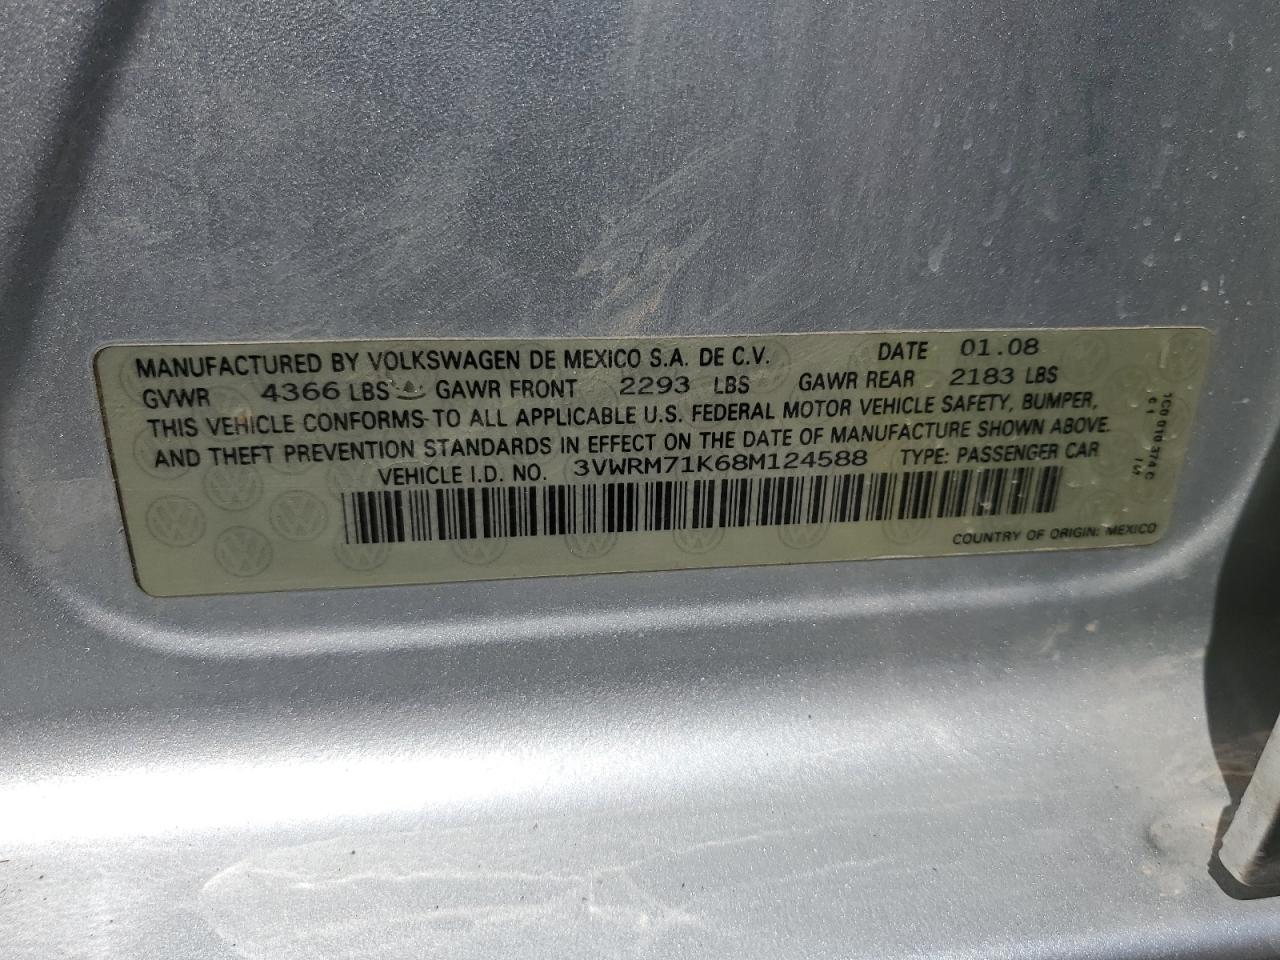 MANUFACTURED BY VOLKSWAGEN DE MEXICO S.A. DE C.V. DATE 01.08
GVWR 4366 LBS GAWR FRONT 2293 LBS GAWR REAR 2183 LBS
THIS VEHICLE CONFORMS TO ALL APPLICABLE U.S. FEDERAL MOTOR VEHICLE SAFETY, BUMPER,
AND THEFT PREVENTION STANDARDS IN EFFECT ON THE DATE OF MANUFACTURE SHOWN ABOVE.
VEHICLE I.D. NO. 3VWRM71K68M124588 TYPE: PASSENGER CAR
COUNTRY OF ORIGIN: MEXICO